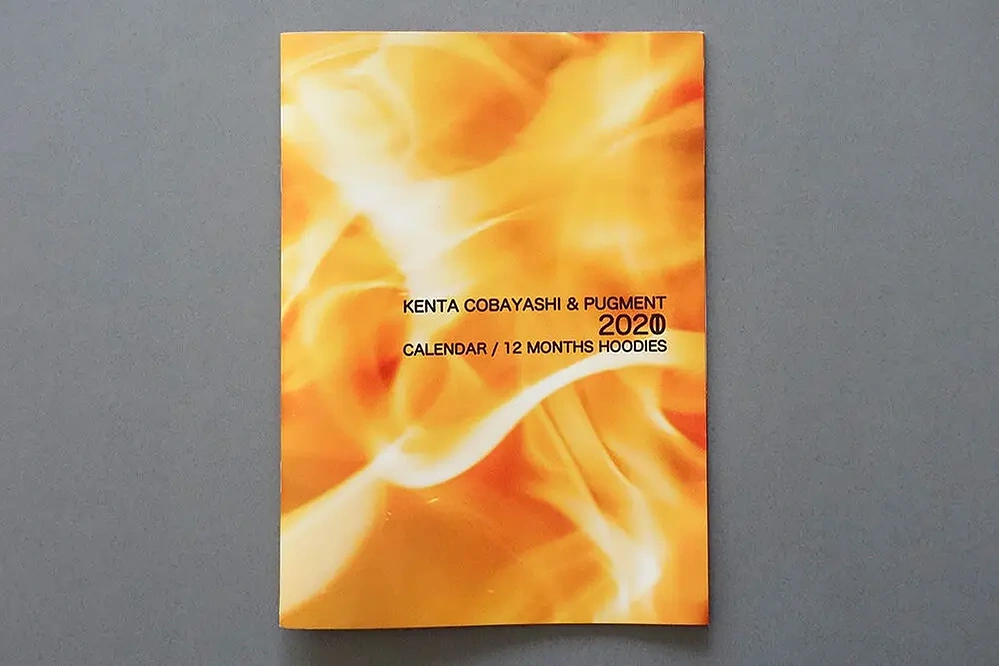 KENTA COBAYASHI & PUGMENT
2020
CALENDAR / 12 MONTHS HOODIES